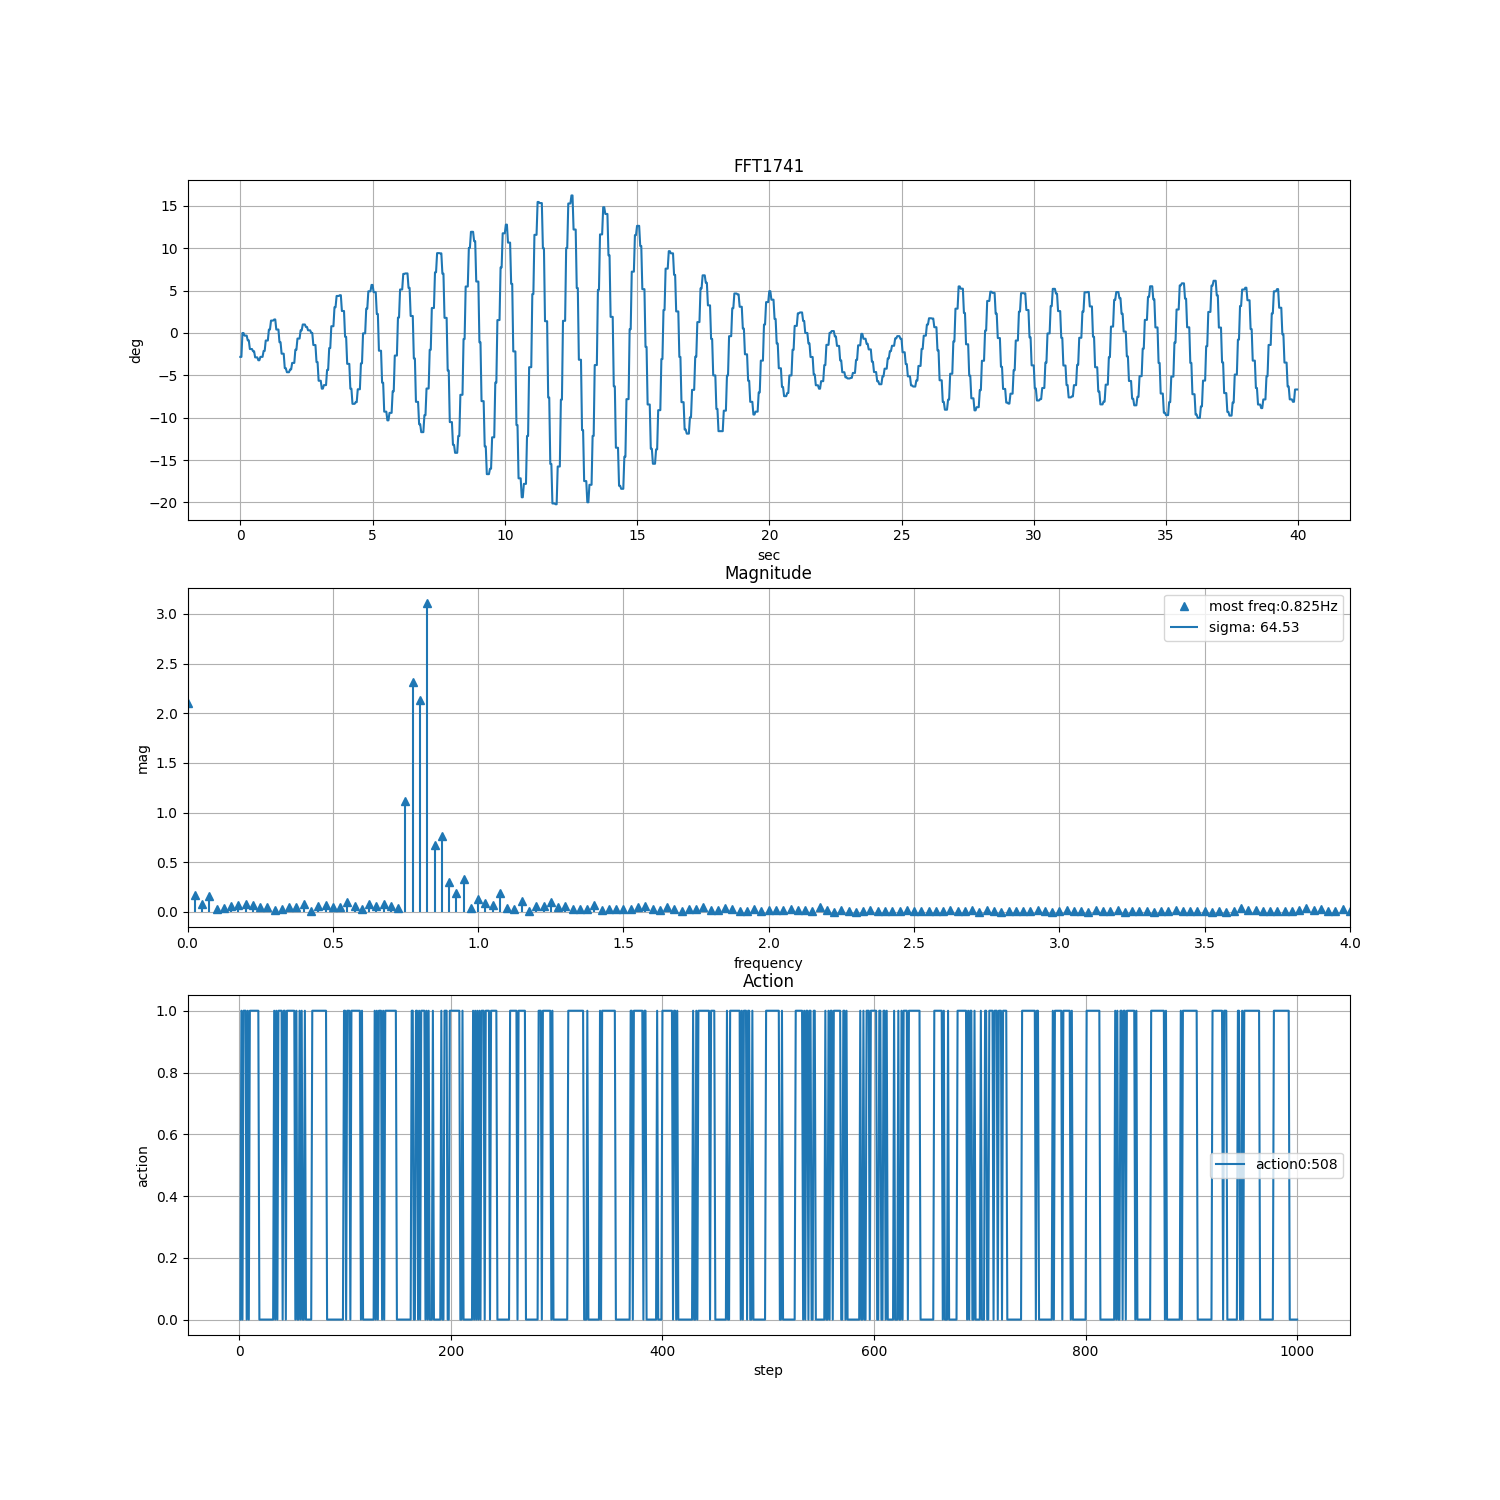 FFT1741
15
10
5
0
−5
−10
−15
−20
deg
0 5 10 15 20 25 30 35 40
sec
Magnitude
3.0
2.5
2.0
1.5
1.0
0.5
0.0
mag
most freq:0.825Hz
sigma: 64.53
0.0 0.5 1.0 1.5 2.0 2.5 3.0 3.5 4.0
frequency
Action
1.0
0.8
0.6
0.4
0.2
0.0
action
action0:508
0 200 400 600 800 1000
step